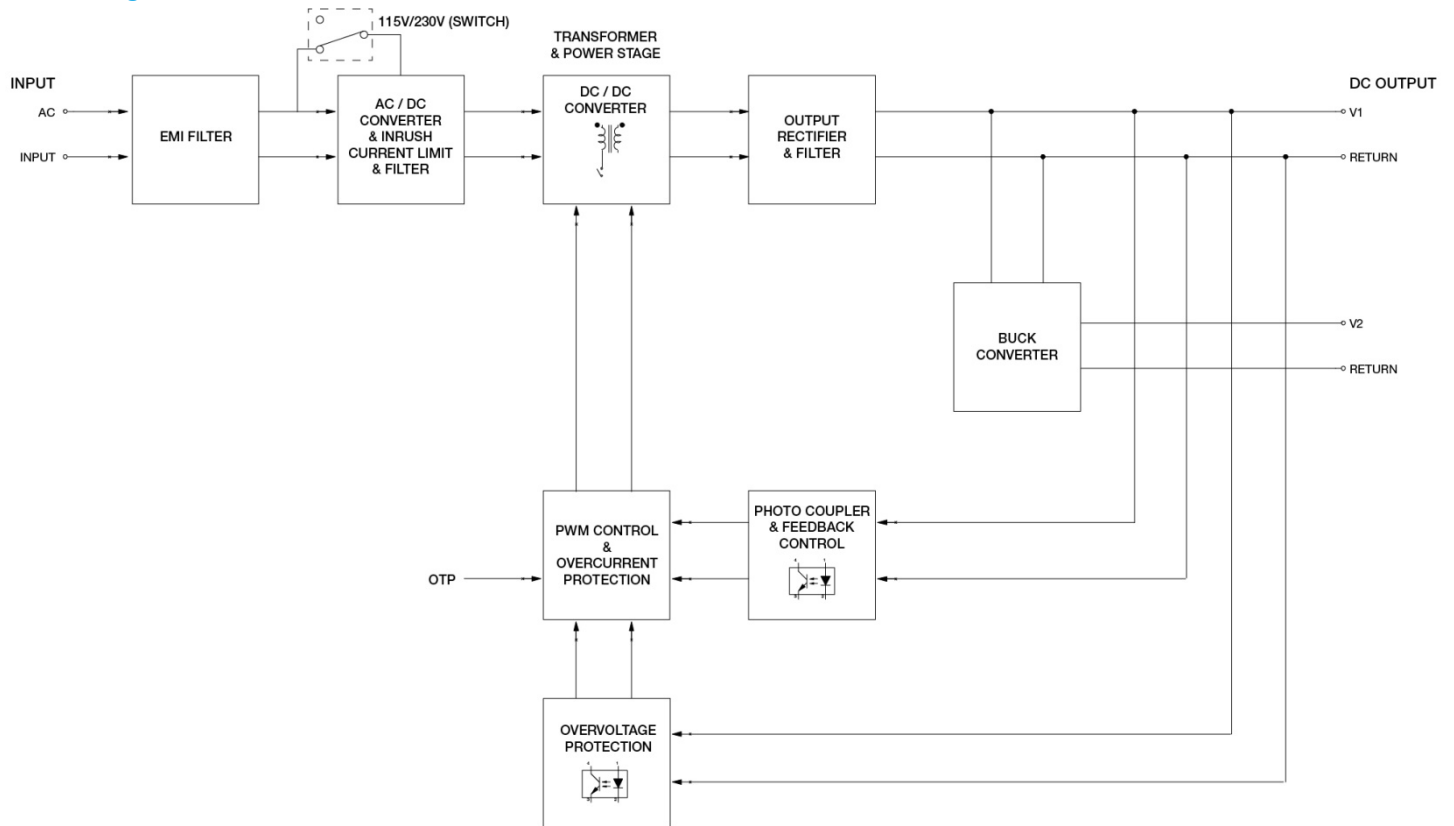 115V/230V (SWITCH)
TRANSFORMER
& POWER STAGE
INPUT
AC
INPUT
EMI FILTER
AC / DC
CONVERTER
& INRUSH
CURRENT LIMIT
& FILTER
DC / DC
CONVERTER
OUTPUT
RECTIFIER
& FILTER
DC OUTPUT
V1
RETURN
BUCK
CONVERTER
V2
RETURN
OTP
PWM CONTROL
&
OVERCURRENT
PROTECTION
PHOTO COUPLER
& FEEDBACK
CONTROL
OVERVOLTAGE
PROTECTION